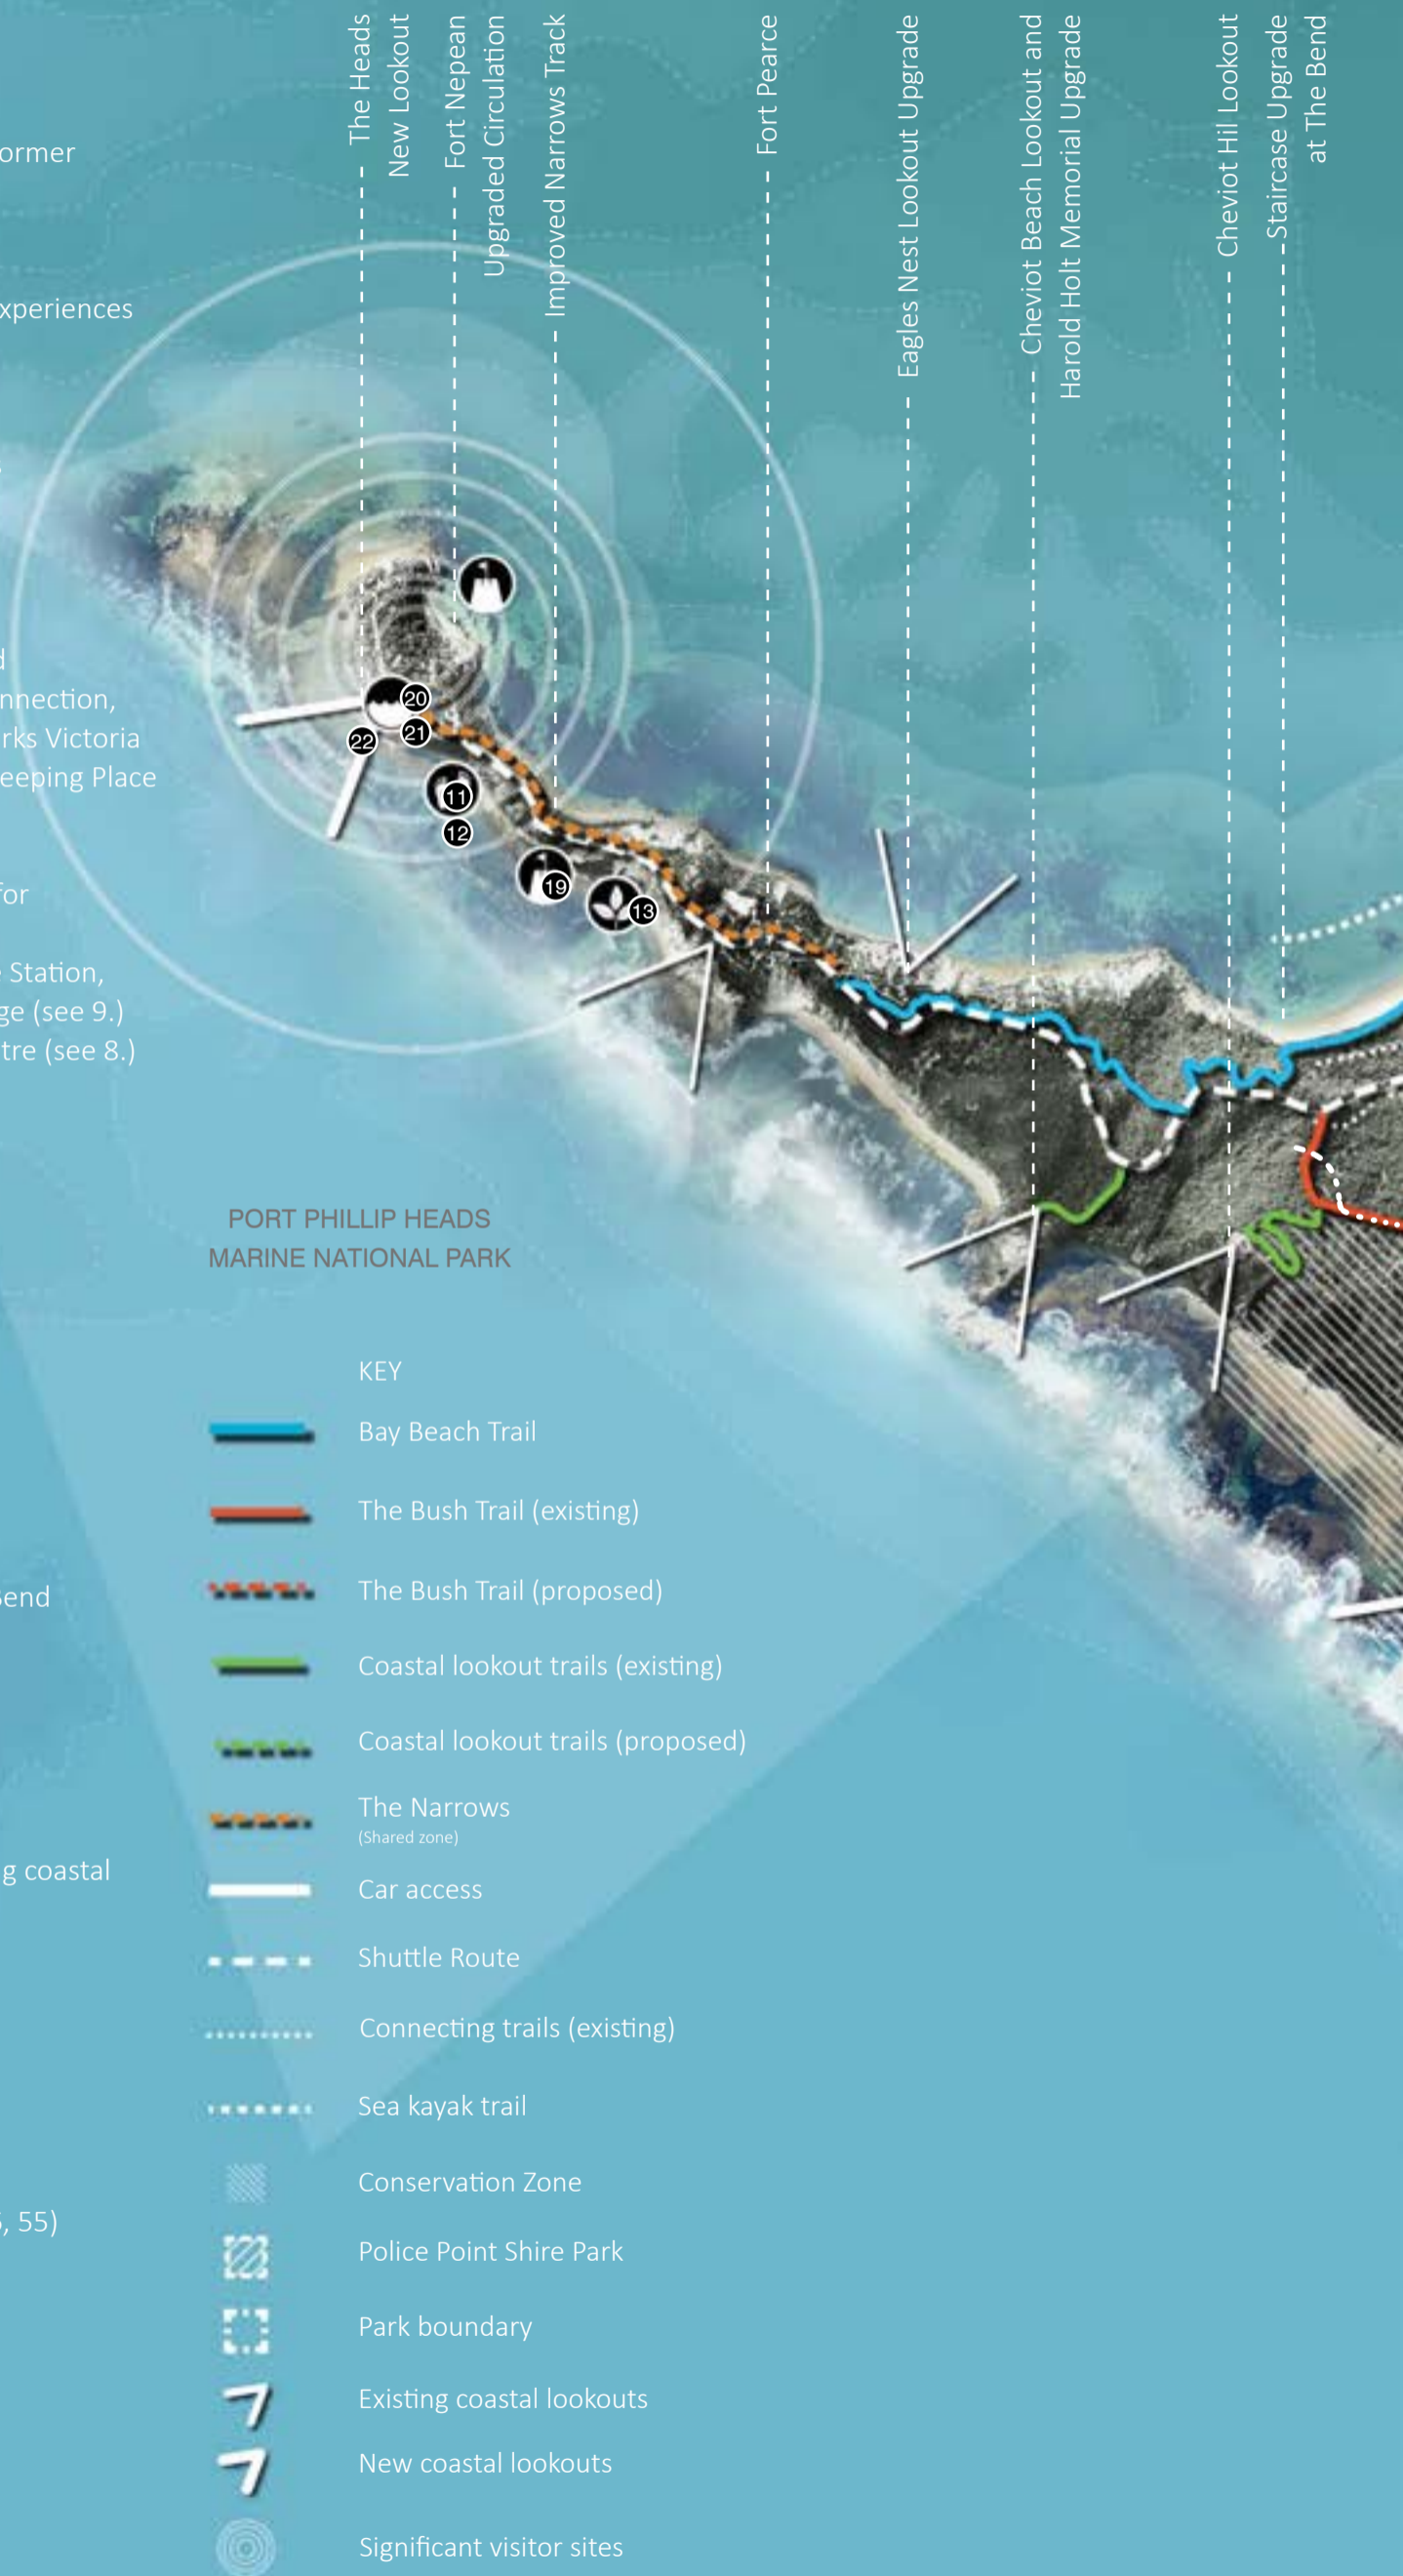 The Heads
New Lookout
Fort Nepean
Upgraded Circulation
Improved Narrows Track
Fort Pearce
Eagles Nest Lookout Upgrade
Cheviot Beach Lookout and
Harold Holt Memorial Upgrade
Cheviot Hil Lookout
Staircase Upgrade
at The Bend
ormer
xperiences
s
d
nnection,
rks Victoria
eeping Place
for
e Station,
ge (see 9.)
tre (see 8.)
20
21
22
11
12
19
13
PORT PHILLIP HEADS
MARINE NATIONAL PARK
KEY
Bay Beach Trail
The Bush Trail (existing)
The Bush Trail (proposed)
Coastal lookout trails (existing)
Coastal lookout trails (proposed)
The Narrows
(Shared zone)
Car access
Shuttle Route
Connecting trails (existing)
Sea kayak trail
Conservation Zone
Police Point Shire Park
Park boundary
Existing coastal lookouts
New coastal lookouts
Significant visitor sites
Bend
g coastal
, 55)